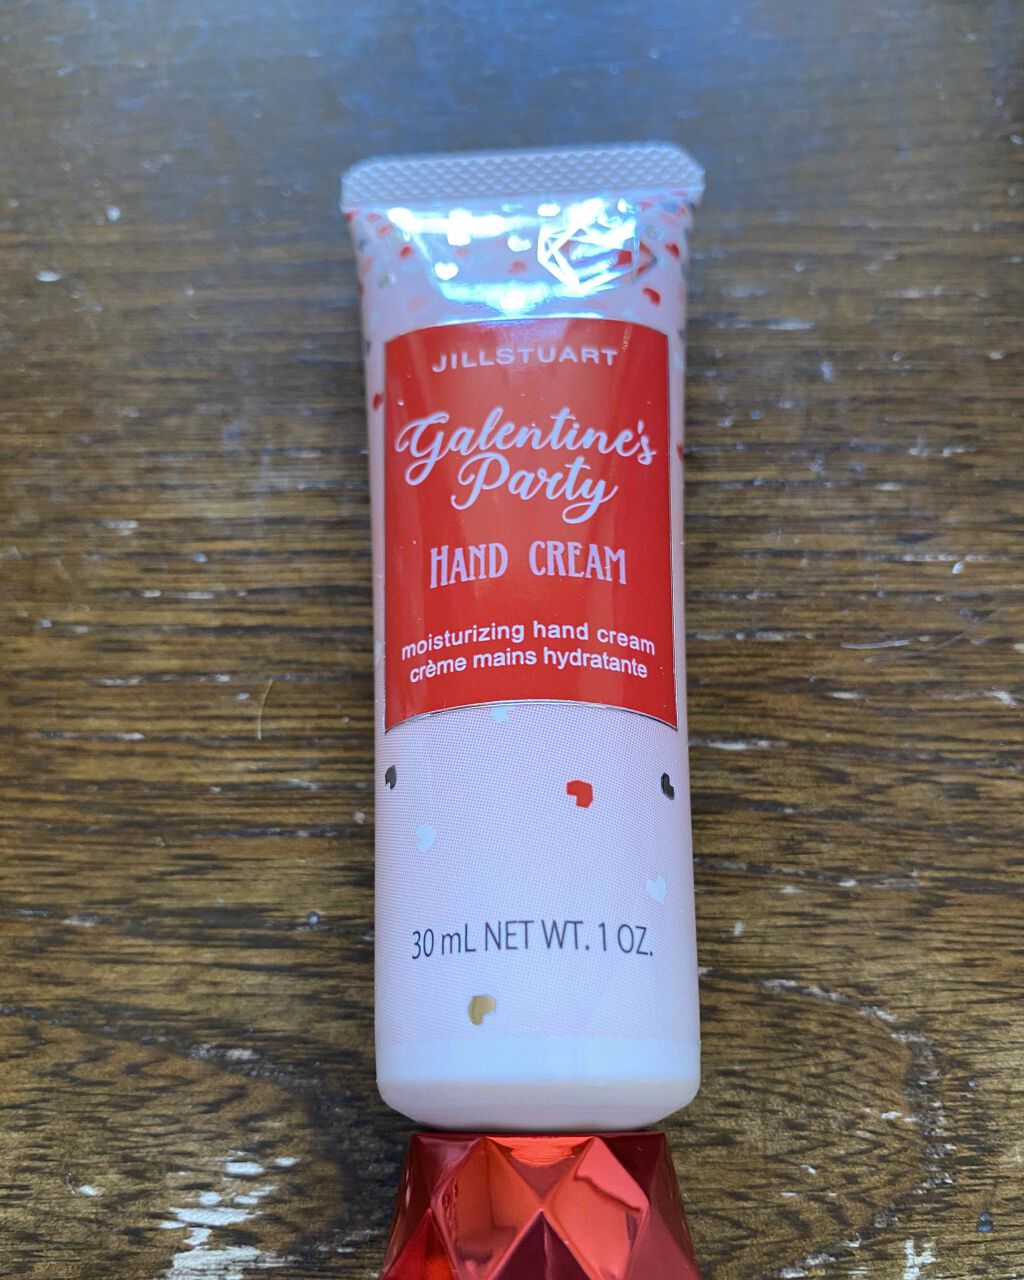 JILLSTUART
Galentine's
Party
HAND CREAM
moisturizing hand cream
crème mains hydratante
30 mL NET WT. 1 OZ.